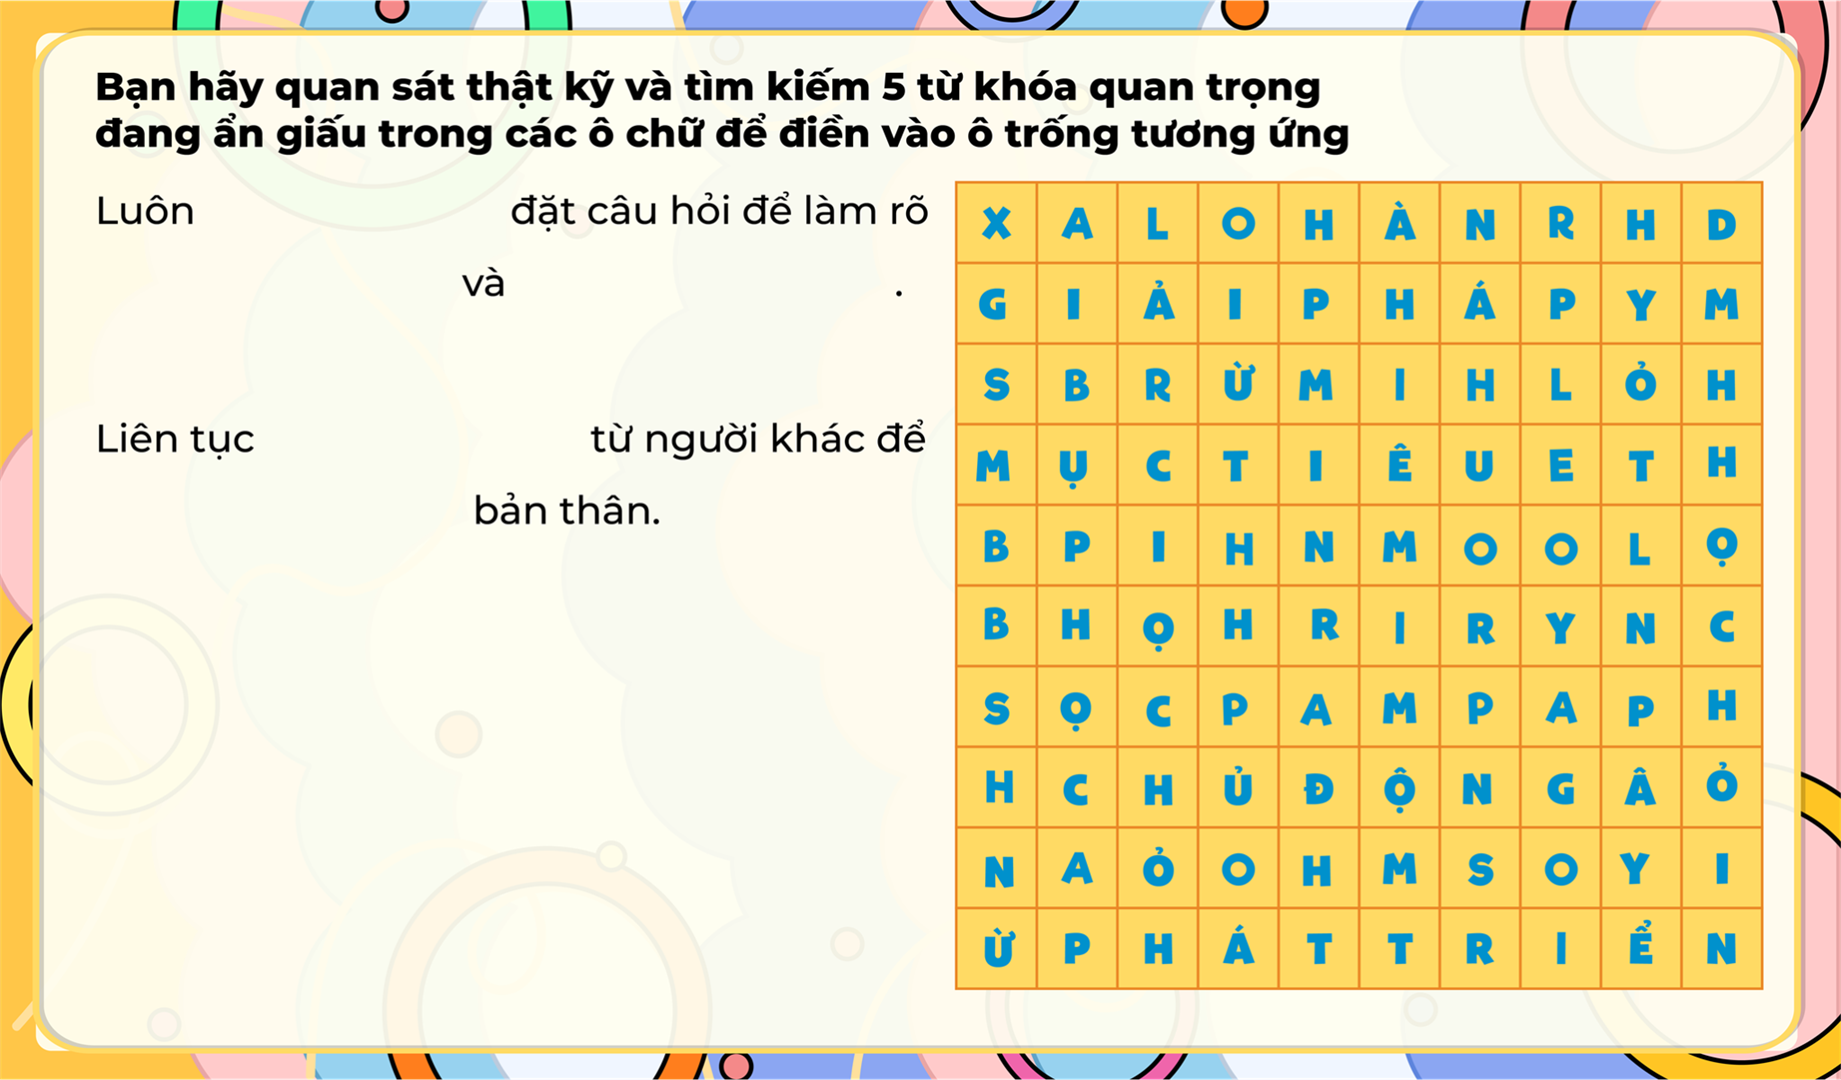 Bạn hãy quan sát thật kỹ và tìm kiếm 5 từ khóa quan trọng
đang ẩn giấu trong các ô chữ để điền vào ô trống tương ứng
Luôn đặt câu hỏi để làm rõ
và .
Liên tục từ người khác để
bản thân.
X A L O H À N R H D
G I Ả I P H Á P Y M
S B R Ừ M I H L Ỏ H
M Ụ C T I Ê U E T H
B P I H N M O O L Ọ
B H Ọ H R I R Y N C
S Ọ C P A M P A P H
H C H Ủ Đ Ộ N G Â Ỏ
N A Ỏ O H M S O Y I
Ừ P H Á T T R I Ể N